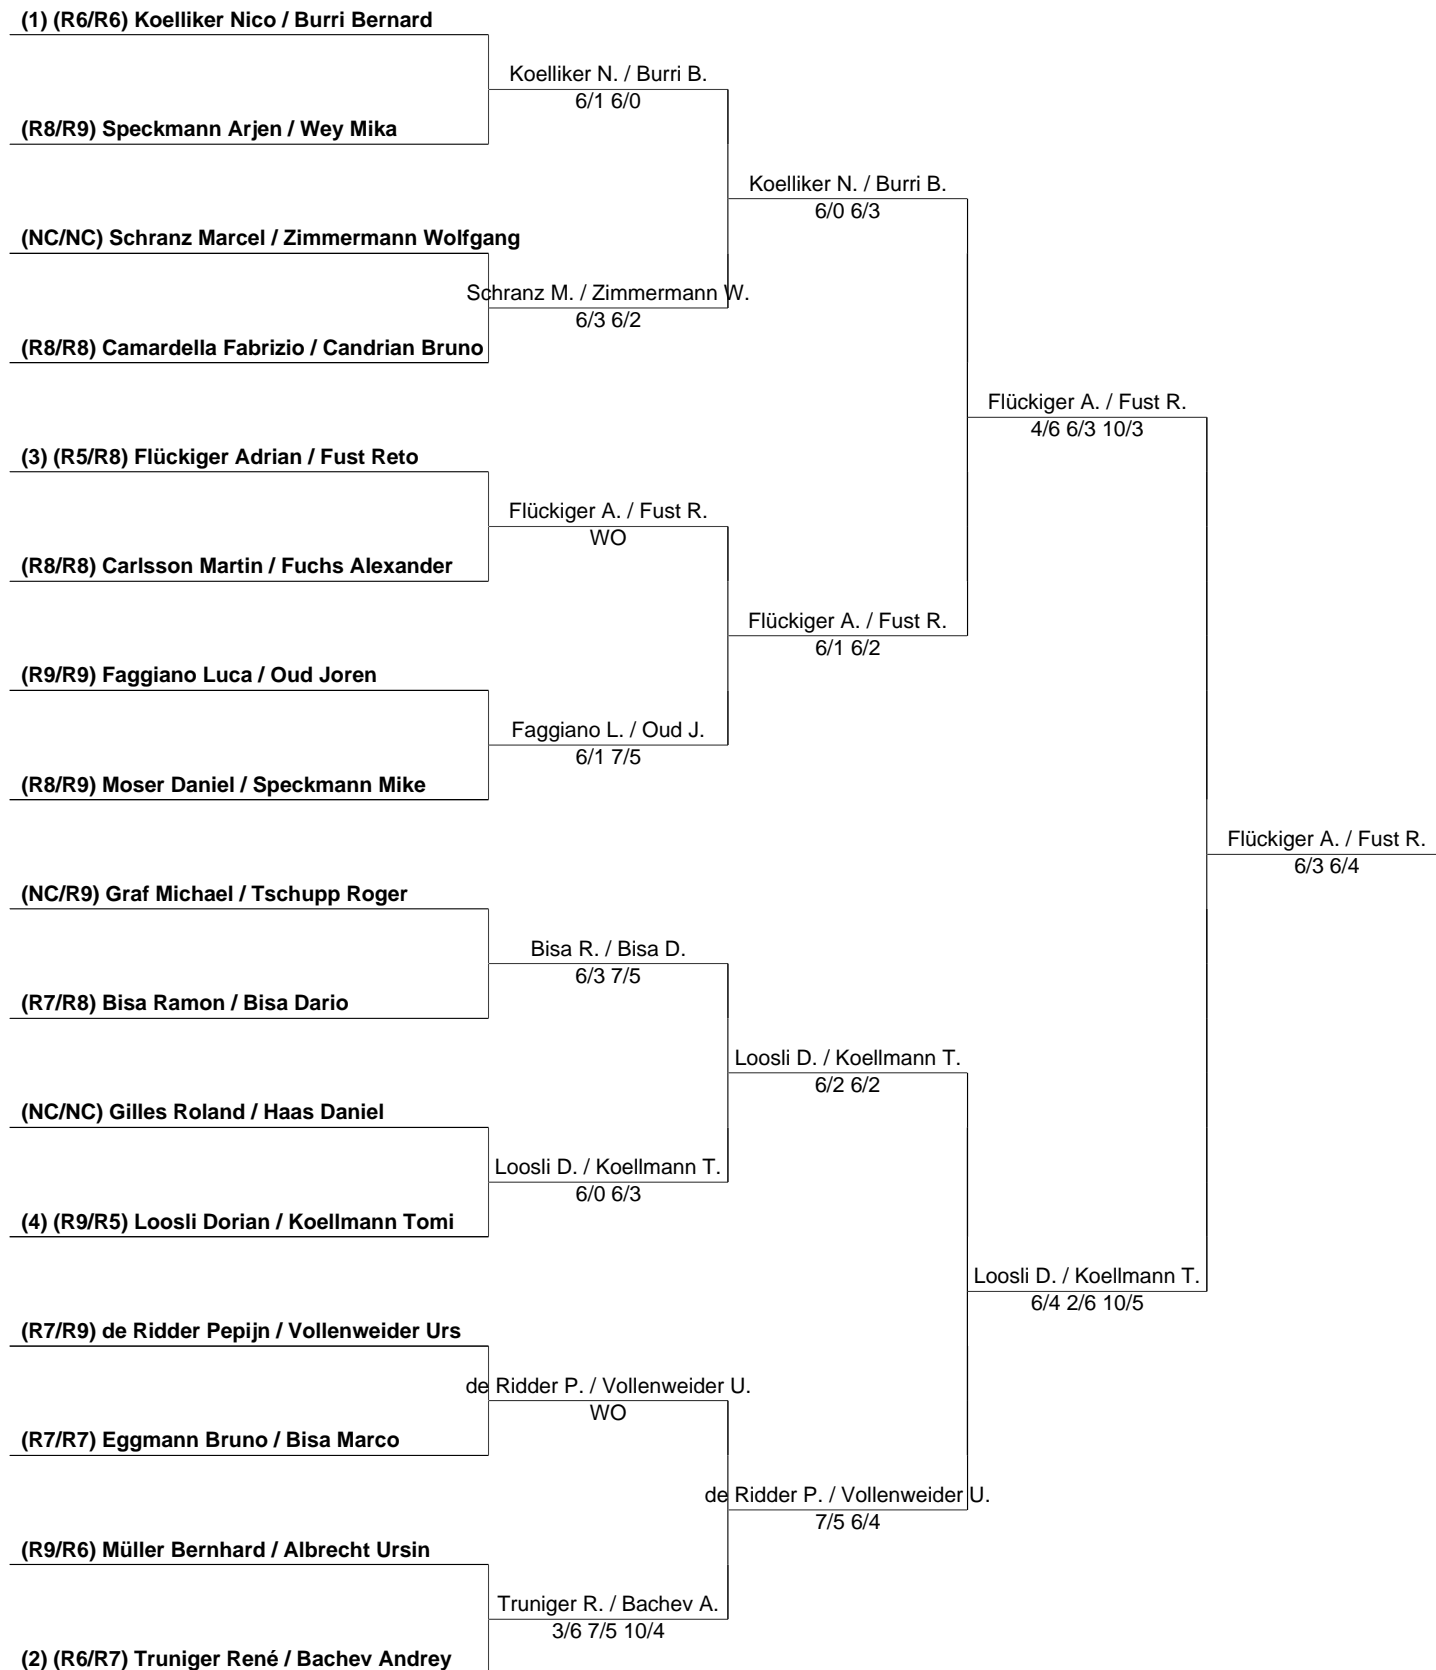 (1) (R6/R6) Koelliker Nico / Burri Bernard
Koelliker N. / Burri B.
6/1 6/0
(R8/R9) Speckmann Arjen / Wey Mika
Koelliker N. / Burri B.
6/0 6/3
(NC/NC) Schranz Marcel / Zimmermann Wolfgang
Schranz M. / Zimmermann W.
6/3 6/2
(R8/R8) Camardella Fabrizio / Candrian Bruno
Flückiger A. / Fust R.
4/6 6/3 10/3
(3) (R5/R8) Flückiger Adrian / Fust Reto
Flückiger A. / Fust R.
WO
(R8/R8) Carlsson Martin / Fuchs Alexander
Flückiger A. / Fust R.
6/1 6/2
(R9/R9) Faggiano Luca / Oud Joren
Faggiano L. / Oud J.
6/1 7/5
(R8/R9) Moser Daniel / Speckmann Mike
Flückiger A. / Fust R.
6/3 6/4
(NC/R9) Graf Michael / Tschupp Roger
Bisa R. / Bisa D.
6/3 7/5
(R7/R8) Bisa Ramon / Bisa Dario
Loosli D. / Koellmann T.
6/2 6/2
(NC/NC) Gilles Roland / Haas Daniel
Loosli D. / Koellmann T.
6/0 6/3
(4) (R9/R5) Loosli Dorian / Koellmann Tomi
Loosli D. / Koellmann T.
6/4 2/6 10/5
(R7/R9) de Ridder Pepijn / Vollenweider Urs
de Ridder P. / Vollenweider U.
WO
(R7/R7) Eggmann Bruno / Bisa Marco
de Ridder P. / Vollenweider U.
7/5 6/4
(R9/R6) Müller Bernhard / Albrecht Ursin
Truniger R. / Bachev A.
3/6 7/5 10/4
(2) (R6/R7) Truniger René / Bachev Andrey